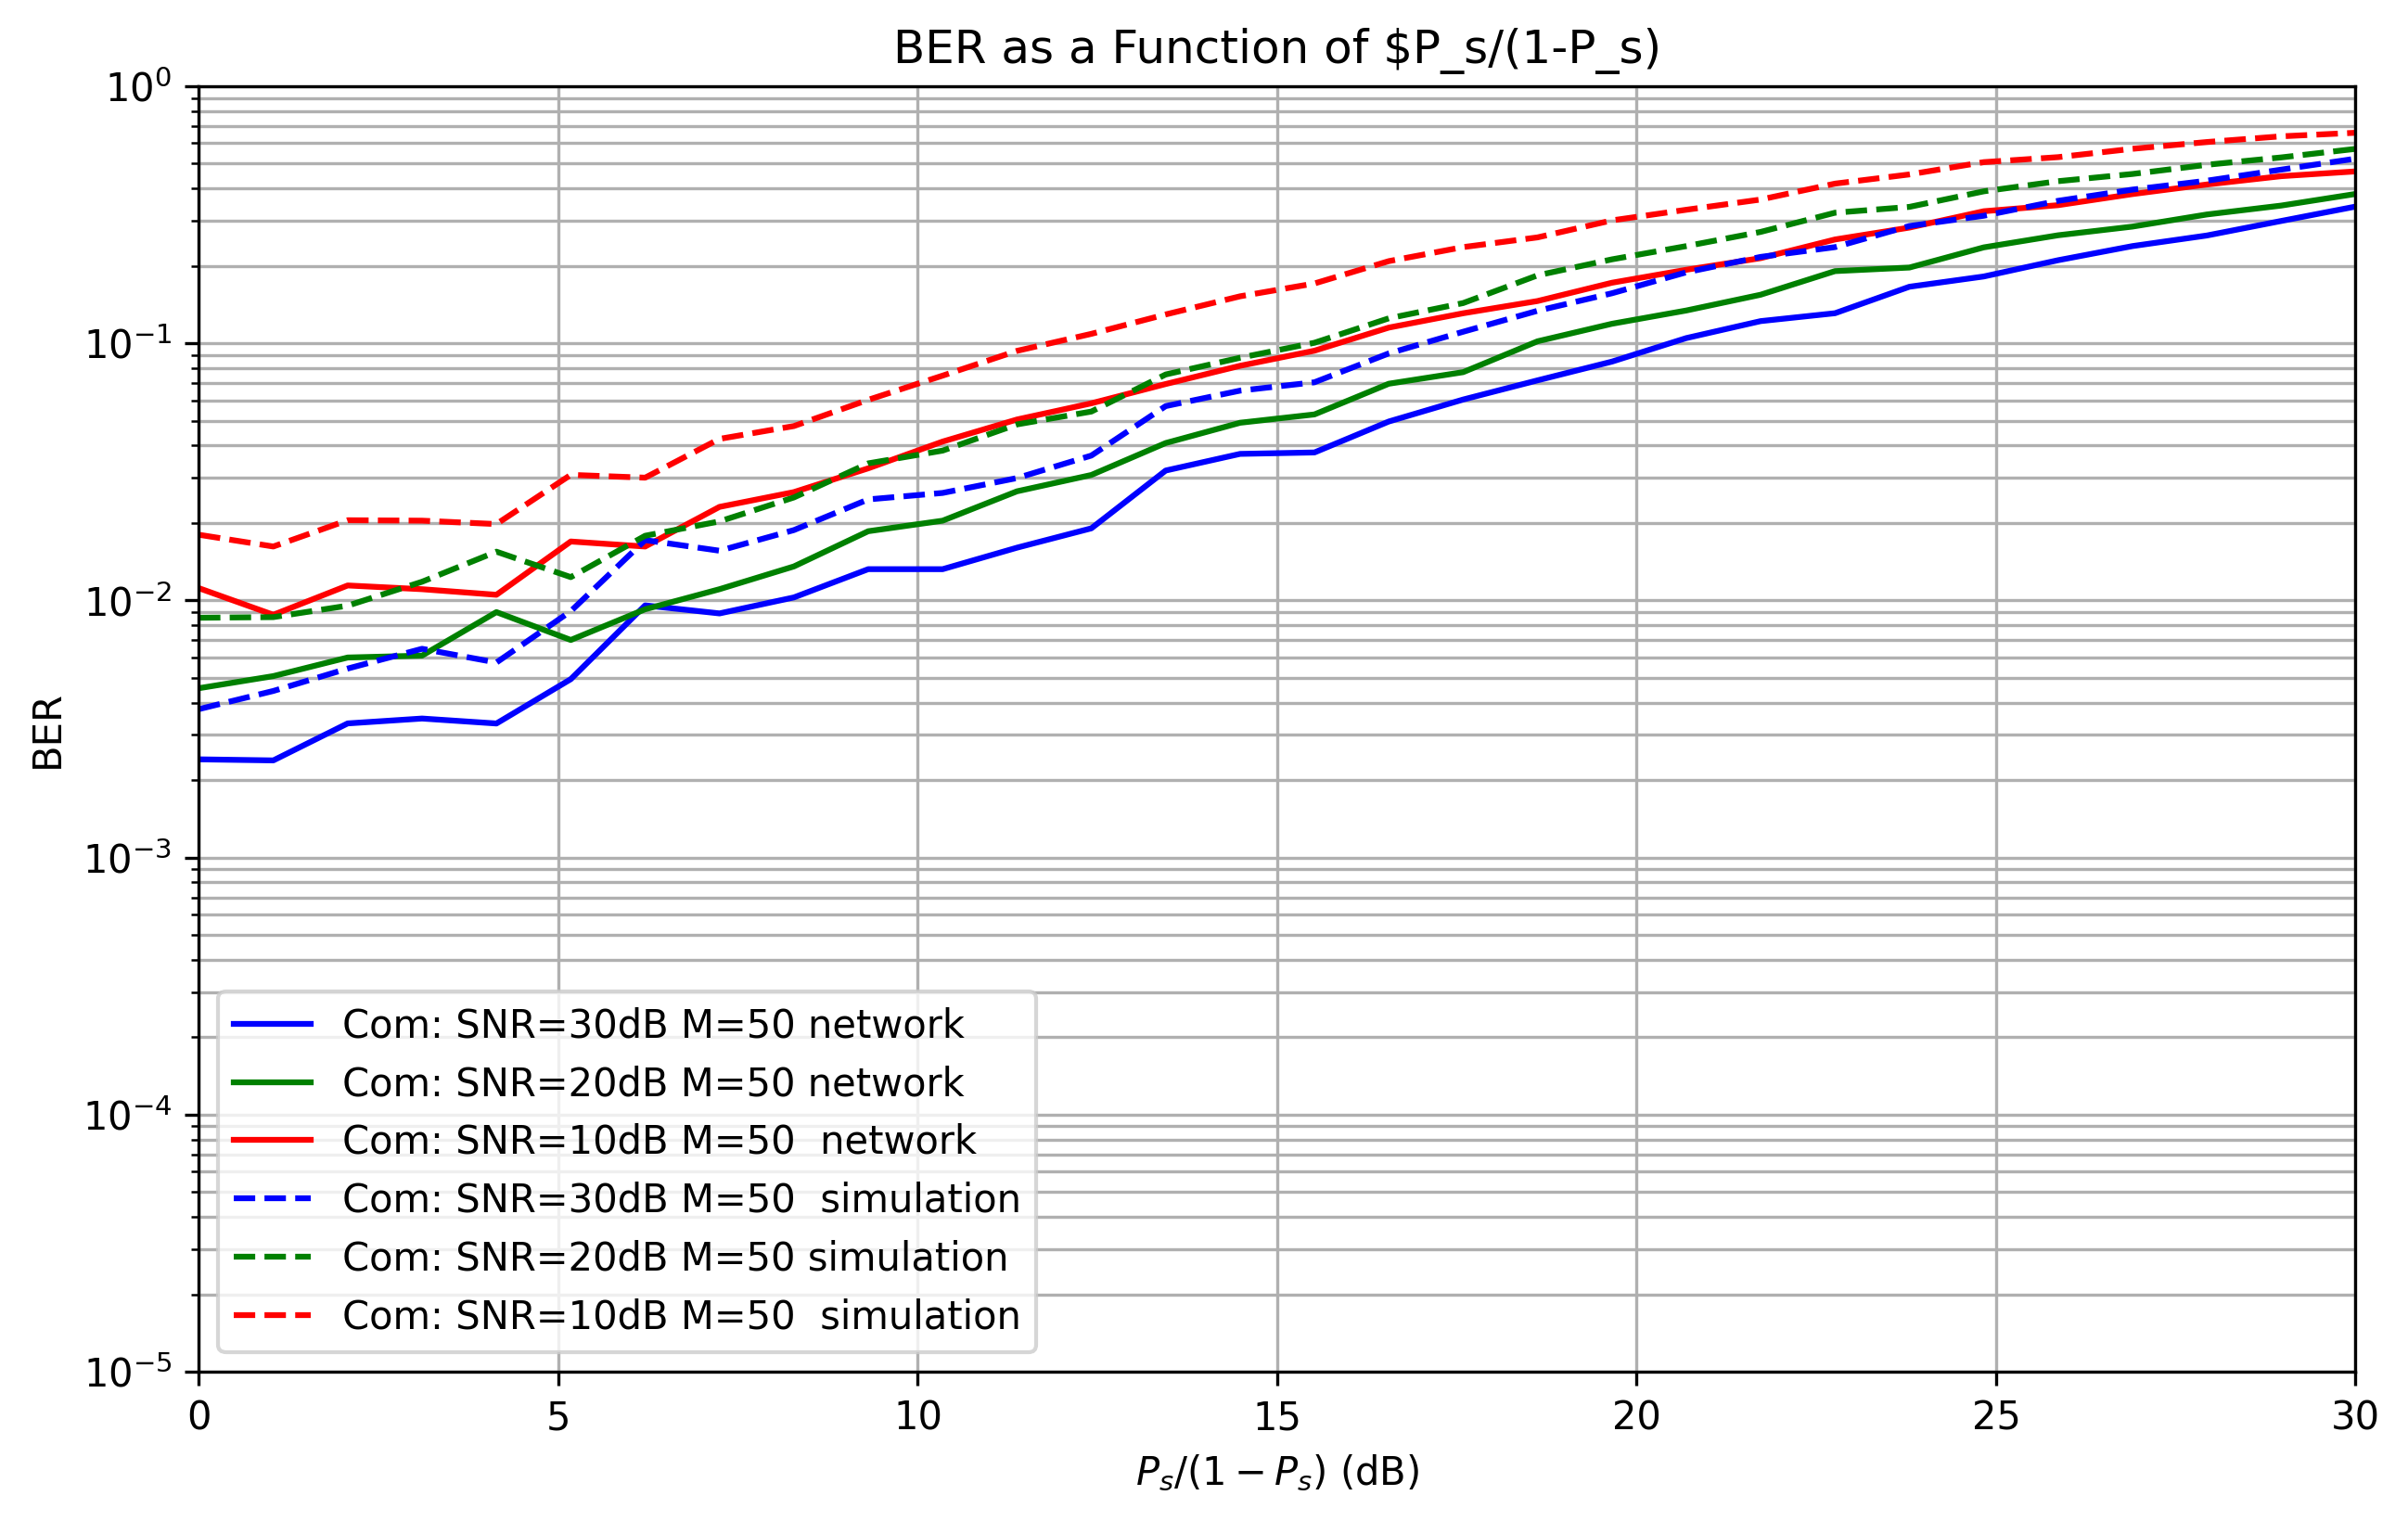 BER as a Function of $P_s/(1-P_s)
10⁰
10⁻¹
10⁻²
10⁻³
10⁻⁴
10⁻⁵
BER
Com: SNR=30dB M=50 network
Com: SNR=20dB M=50 network
Com: SNR=10dB M=50  network
Com: SNR=30dB M=50  simulation
Com: SNR=20dB M=50 simulation
Com: SNR=10dB M=50  simulation
0 5 10 15 20 25 30
Pₛ/(1 − Pₛ) (dB)